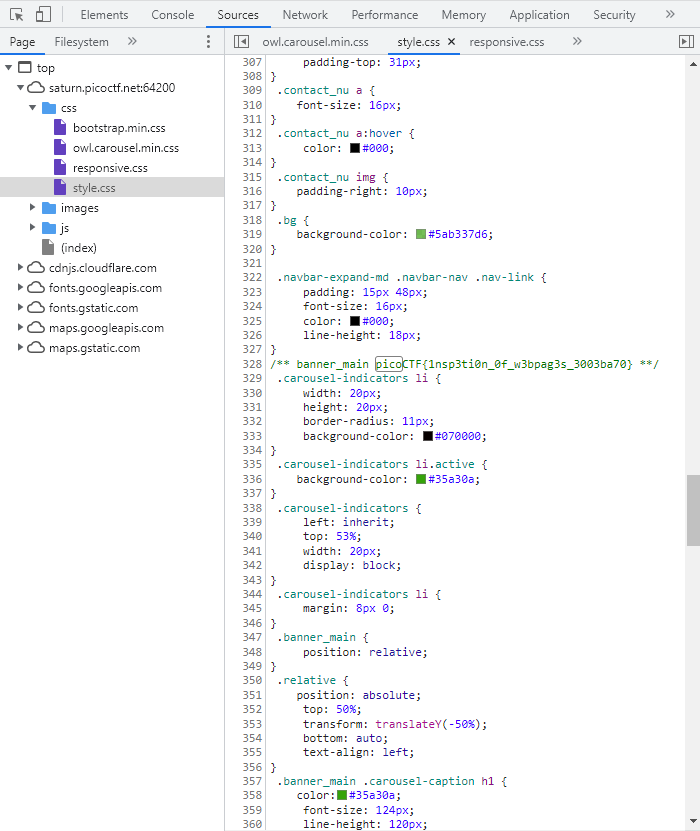 Elements Console Sources Network Performance Memory Application Security »
Page Filesystem » owl.carousel.min.css style.css × responsive.css »
top
saturn.picoctf.net:64200
css
bootstrap.min.css
owl.carousel.min.css
responsive.css
style.css
images
js
(index)
cdnjs.cloudflare.com
fonts.googleapis.com
fonts.gstatic.com
maps.googleapis.com
maps.gstatic.com
307 padding-top: 31px;
308 }
309 .contact_nu a {
310 font-size: 16px;
311 }
312 .contact_nu a:hover {
313 color: #000;
314 }
315 .contact_nu img {
316 padding-right: 10px;
317 }
318 .bg {
319 background-color: #5ab337d6;
320 }
321
322 .navbar-expand-md .navbar-nav .nav-link {
323 padding: 15px 48px;
324 font-size: 16px;
325 color: #000;
326 line-height: 18px;
327 }
328 /** banner_main picoCTF{1nsp3ti0n_0f_w3bpag3s_3003ba70} **/
329 .carousel-indicators li {
330 width: 20px;
331 height: 20px;
332 border-radius: 11px;
333 background-color: #070000;
334 }
335 .carousel-indicators li.active {
336 background-color: #35a30a;
337 }
338 .carousel-indicators {
339 left: inherit;
340 top: 53%;
341 width: 20px;
342 display: block;
343 }
344 .carousel-indicators li {
345 margin: 8px 0;
346 }
347 .banner_main {
348 position: relative;
349 }
350 .relative {
351 position: absolute;
352 top: 50%;
353 transform: translateY(-50%);
354 bottom: auto;
355 text-align: left;
356 }
357 .banner_main .carousel-caption h1 {
358 color:#35a30a;
359 font-size: 124px;
360 line-height: 120px;